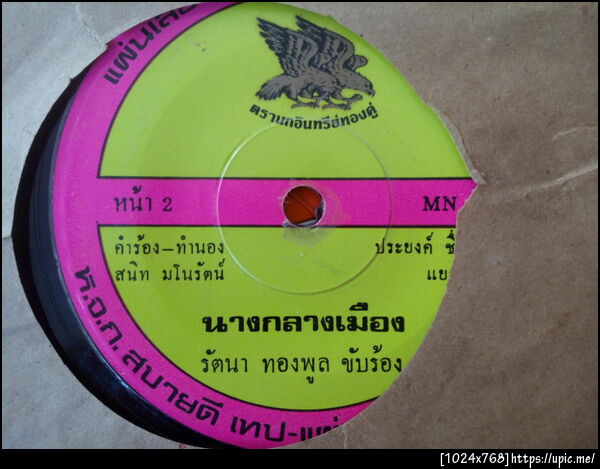 แผ่นเสีย
ตรานกอินทรีย์ทองคู่
หน้า 2 MN
คำร้อง-ทำนอง ประยงค์ ชื่
สนิท มโนรัตน์ แย
นางกลางเมือง
รัตนา ทองพูล ขับร้อง
ห.จ.ก. สบายดี เทป-แผ่
[1024x768]https://upic.me/